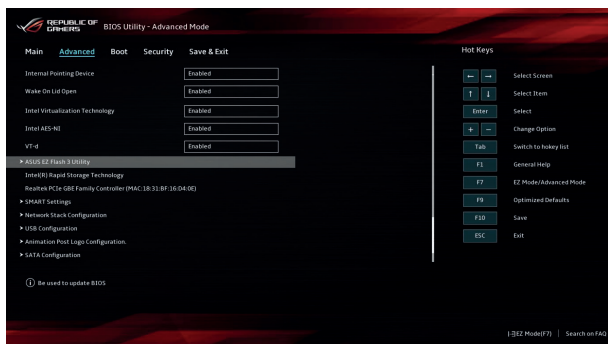 REPUBLIC OF
GAMERS
BIOS Utility - Advanced Mode
Main Advanced Boot Security Save & Exit
Hot Keys
Internal Pointing Device Enabled
Wake On Lid Open Enabled
Intel Virtualization Technology Enabled
Intel AES-NI Enabled
VT-d Enabled
> ASUS EZ Flash 3 Utility
Intel(R) Rapid Storage Technology
Realtek PCIe GBE Family Controller (MAC:18:31:BF:16:D4:0E)
> SMART Settings
> Network Stack Configuration
> USB Configuration
> Animation Post Logo Configuration.
> SATA Configuration
← → Select Screen
↑ ↓ Select Item
Enter Select
+ − Change Option
Tab Switch to hokey list
F1 General Help
F7 EZ Mode/Advanced Mode
F9 Optimized Defaults
F10 Save
ESC Exit
i Be used to update BIOS
EZ Mode(F7) | Search on FAQ